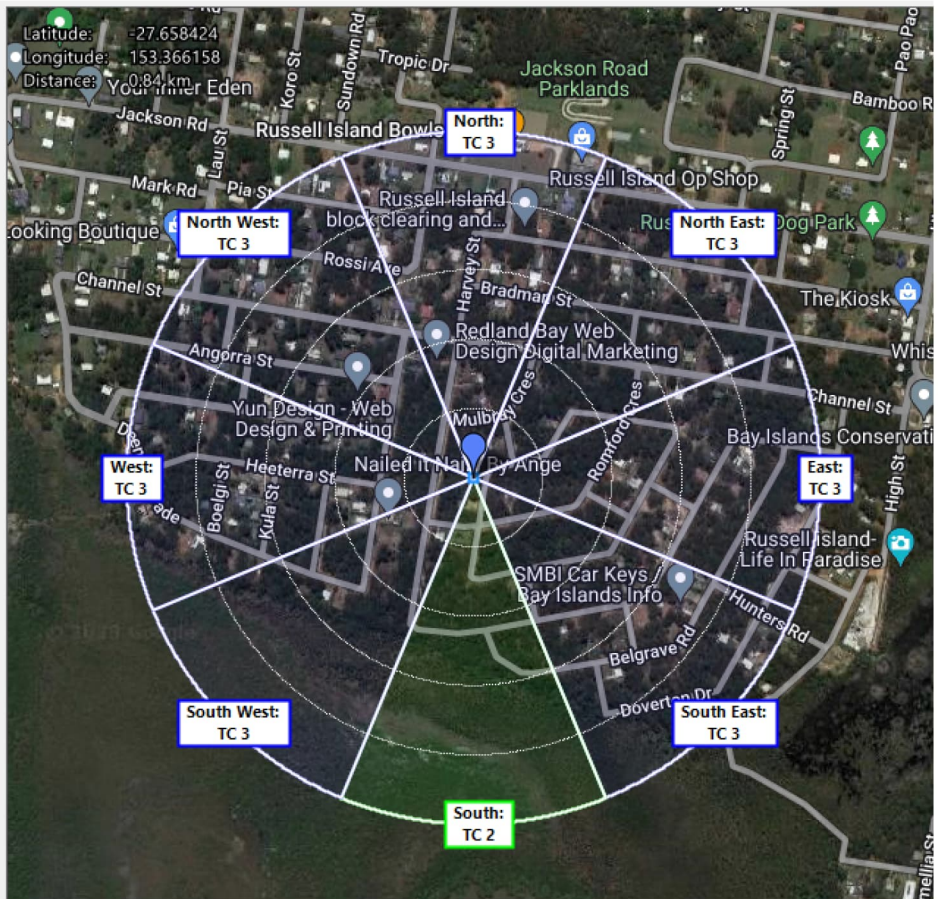 Latitude: -27.658424
Longitude: 153.366158
Distance: 0.84 km
Your Inner Eden
Koro St
Sundown Rd
Tropic Dr
Jackson Road
Parklands
Spring St
Pao Pao
Bamboo R
Jackson Rd
Lau St
Russell Island Bowls
North:
TC 3
Mark Rd
Pia St
Russell Island Op Shop
Russell Island
block clearing and...
Looking Boutique
North West:
TC 3
North East:
TC 3
Dog Park
Rossi Ave
Harvey St
Channel St
Bradman St
The Kiosk
Redland Bay Web
Design Digital Marketing
Whis
Angorra St
Channel St
Yun Design - Web
Design & Printing
Mulbrey Cres
Romford Cres
Bay Islands Conservati
West:
TC 3
Heeterra St
Boelgi St
Kula St
Nailed It Nailz By Ange
East:
TC 3
High St
Russell Island-
Life In Paradise
SMBI Car Keys /
Bay Islands Info
Hunters Rd
Belgrave Rd
Doverton Dr
South West:
TC 3
South East:
TC 3
South:
TC 2
mellia St